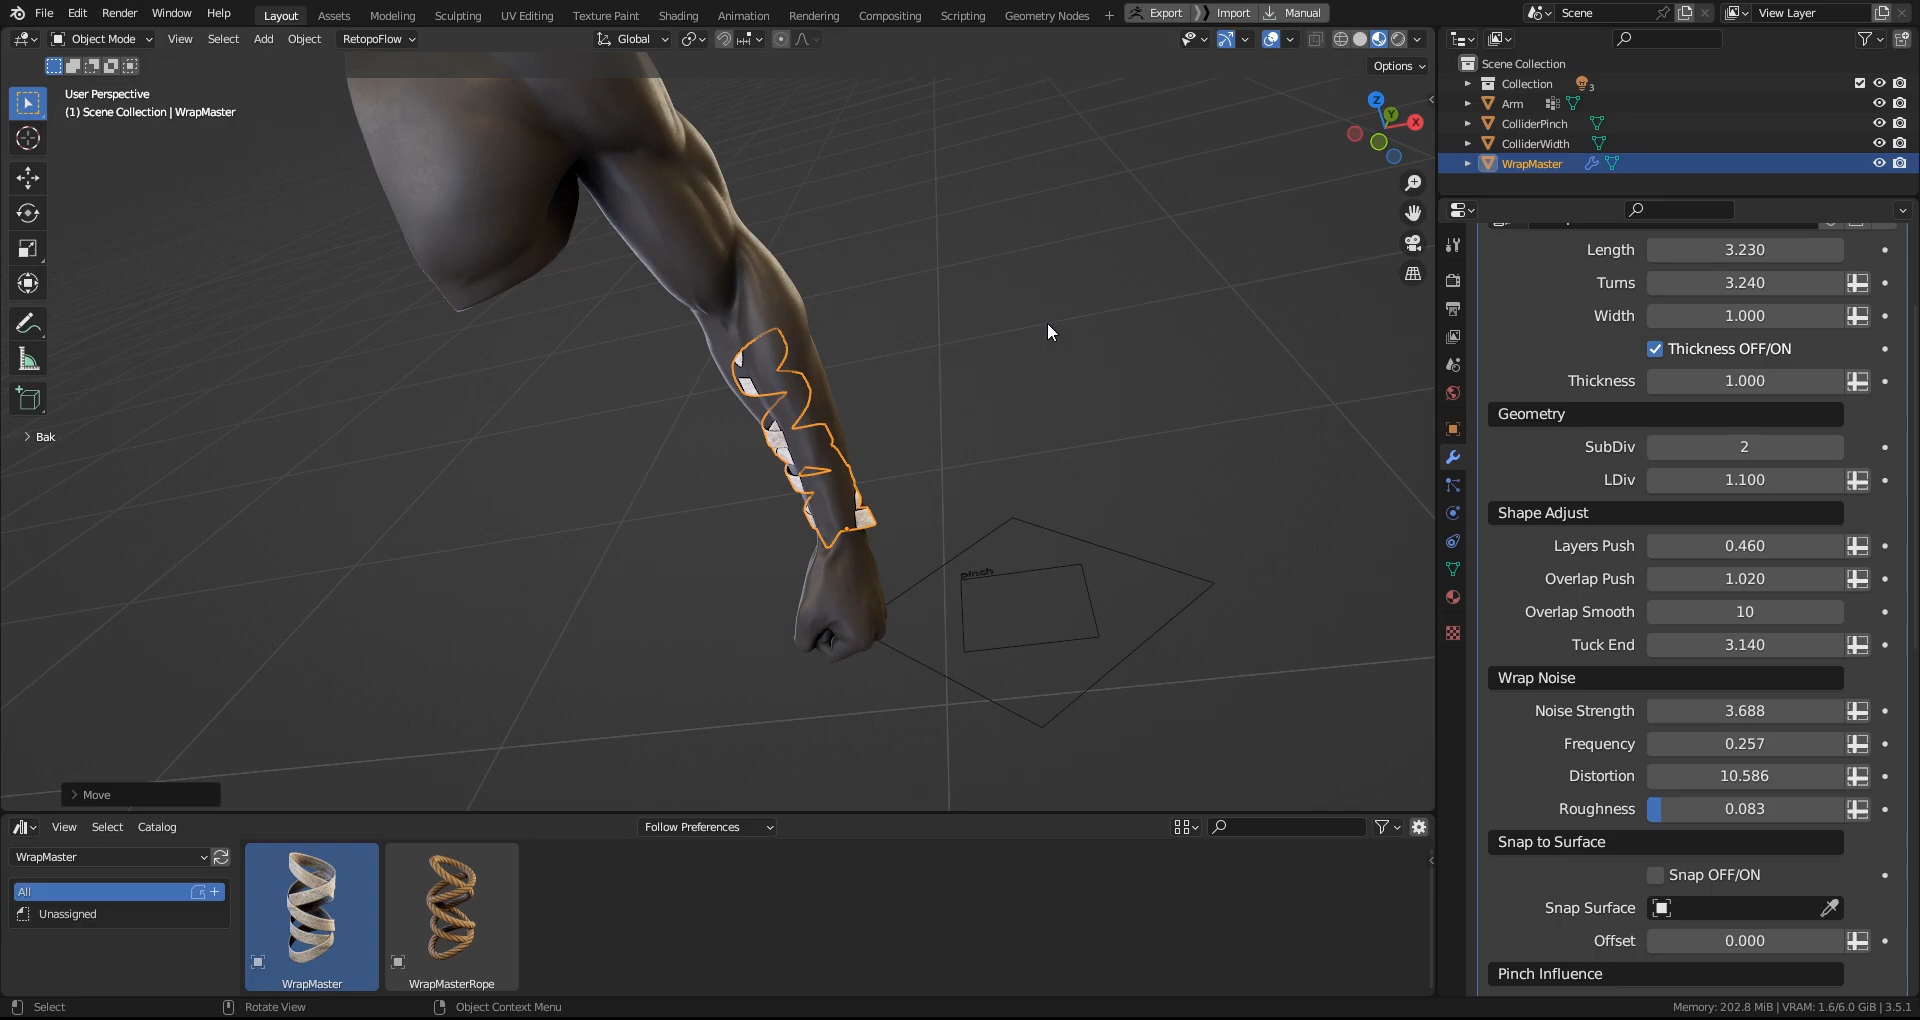 File Edit Render Window Help Layout Assets Modeling Sculpting UV Editing Texture Paint Shading Animation Rendering Compositing Scripting Geometry Nodes + Export Import Manual Scene View Layer
Object Mode View Select Add Object RetopoFlow Global
Options
User Perspective
(1) Scene Collection | WrapMaster
Z
Y
X
Bak
pinch
Move
Scene Collection
Collection 3
Arm
ColliderPinch
ColliderWidth
WrapMaster
Length 3.230
Turns 3.240
Width 1.000
Thickness OFF/ON
Thickness 1.000
Geometry
SubDiv 2
LDiv 1.100
Shape Adjust
Layers Push 0.460
Overlap Push 1.020
Overlap Smooth 10
Tuck End 3.140
Wrap Noise
Noise Strength 3.688
Frequency 0.257
Distortion 10.586
Roughness 0.083
Snap to Surface
Snap OFF/ON
Snap Surface
Offset 0.000
Pinch Influence
View Select Catalog Follow Preferences
WrapMaster
All
Unassigned
WrapMaster
WrapMasterRope
Select Rotate View Object Context Menu Memory: 202.8 MiB | VRAM: 1.6/6.0 GiB | 3.5.1